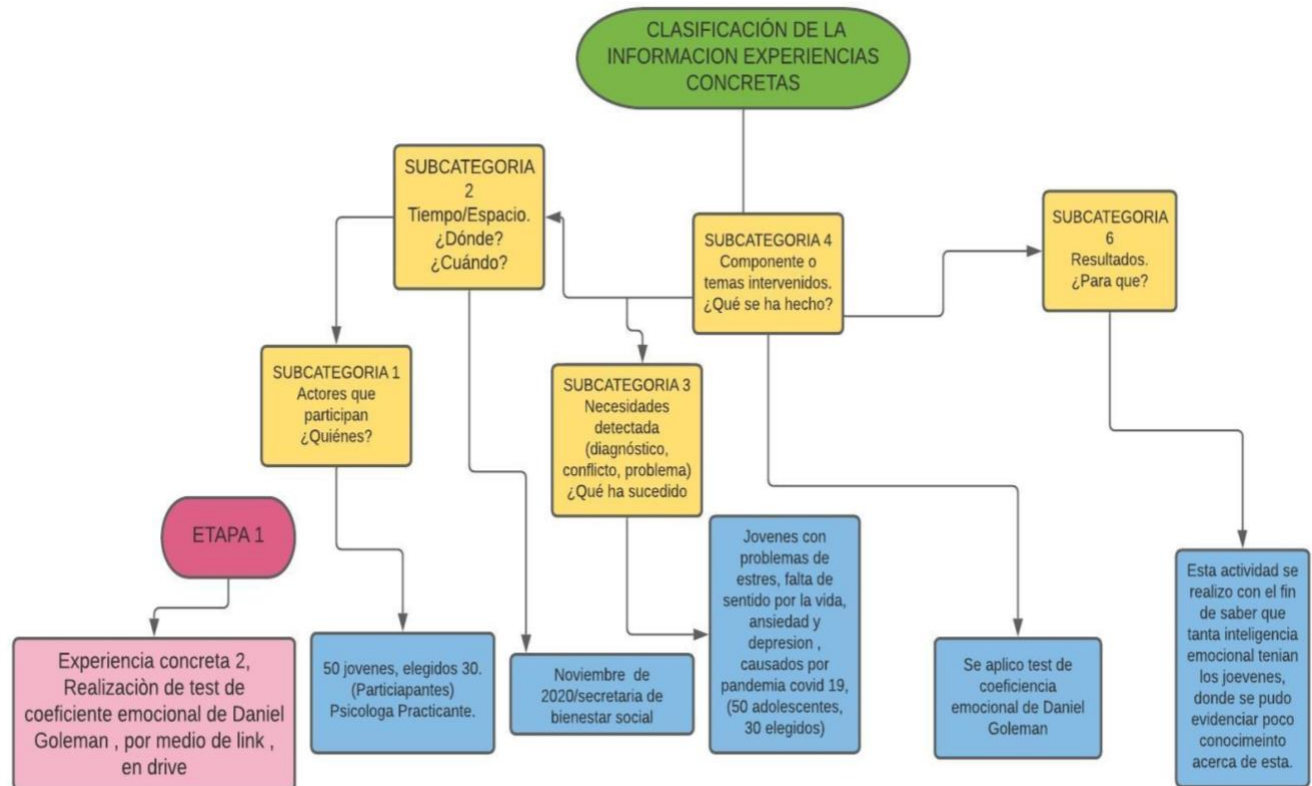 CLASIFICACIÓN DE LA
INFORMACION EXPERIENCIAS
CONCRETAS
SUBCATEGORIA
2
Tiempo/Espacio.
¿Dónde?
¿Cuándo?
SUBCATEGORIA 4
Componente o
temas intervenidos.
¿Qué se ha hecho?
SUBCATEGORIA
6
Resultados.
¿Para que?
SUBCATEGORIA 1
Actores que
participan
¿Quiénes?
SUBCATEGORIA 3
Necesidades
detectada
(diagnóstico,
conflicto, problema)
¿Qué ha sucedido
ETAPA 1
Experiencia concreta 2,
Realizaciòn de test de
coeficiente emocional de Daniel
Goleman , por medio de link ,
en drive
50 jovenes, elegidos 30.
(Particiapantes)
Psicologa Practicante.
Noviembre de
2020/secretaria de
bienestar social
Jovenes con
problemas de
estres, falta de
sentido por la vida,
ansiedad y
depresion ,
causados por
pandemia covid 19,
(50 adolescentes,
30 elegidos)
Se aplico test de
coeficiencia
emocional de Daniel
Goleman
Esta actividad se
realizo con el fin
de saber que
tanta inteligencia
emocional tenian
los joevenes,
donde se pudo
evidenciar poco
conocimeinto
acerca de esta.